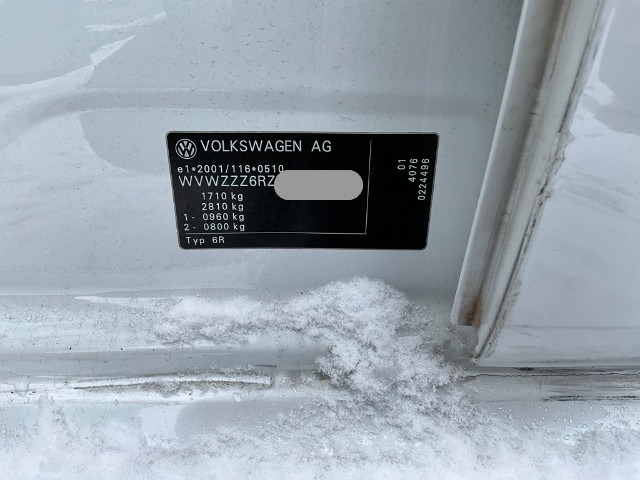 VOLKSWAGEN AG
e1*2001/116*0510
WVWZZZ6RZ
1710 kg
2810 kg
1- 0960 kg
2- 0800 kg
Typ 6R
01
4076
0224496